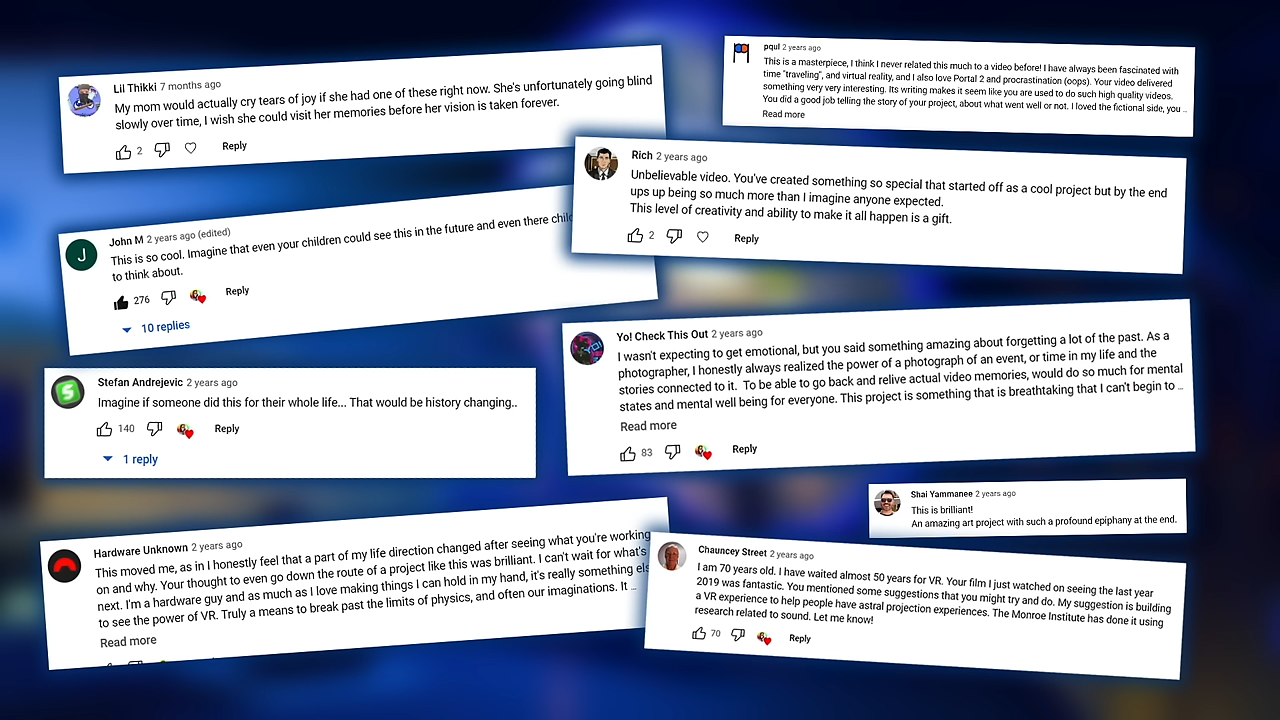 Lil Thikki 7 months ago
My mom would actually cry tears of joy if she had one of these right now. She's unfortunately going blind
slowly over time, I wish she could visit her memories before her vision is taken forever.
2 Reply
John M 2 years ago (edited)
This is so cool. Imagine that even your children could see this in the future and even there
to think about.
276 Reply
10 replies
Stefan Andrejevic 2 years ago
Imagine if someone did this for their whole life... That would be history changing..
140 Reply
1 reply
Hardware Unknown 2 years ago
This moved me, as in I honestly feel that a part of my life direction changed after seeing what you're working
on and why. Your thought to even go down the route of a project like this was brilliant. I can't wait for what's
next. I'm a hardware guy and as much as I love making things I can hold in my hand, it's really something
to see the power of VR. Truly a means to break past the limits of physics, and often our imaginations. It ...
Read more
pqul 2 years ago
This is a masterpiece, I think I never related this much to a video before! I have always been fascinated with
time "traveling", and virtual reality, and I also love Portal 2 and procrastination (oops). Your video delivered
something very very interesting. Its writing makes it seem like you are used to do such high quality videos.
You did a good job telling the story of your project, about what went well or not. I loved the fictional side, you ...
Read more
Rich 2 years ago
Unbelievable video. You've created something so special that started off as a cool project but by the end
ups up being so much more than I imagine anyone expected.
This level of creativity and ability to make it all happen is a gift.
2 Reply
Yo! Check This Out 2 years ago
I wasn't expecting to get emotional, but you said something amazing about forgetting a lot of the past. As a
photographer, I honestly always realized the power of a photograph of an event, or time in my life and the
stories connected to it. To be able to go back and relive actual video memories, would do so much for mental
states and mental well being for everyone. This project is something that is breathtaking that I can't begin to ...
Read more
83 Reply
Shai Yammanee 2 years ago
This is brilliant!
An amazing art project with such a profound epiphany at the end.
Chauncey Street 2 years ago
I am 70 years old. I have waited almost 50 years for VR. Your film I just watched on seeing the last year
2019 was fantastic. You mentioned some suggestions that you might try and do. My suggestion is building
a VR experience to help people have astral projection experiences. The Monroe Institute has done it using
research related to sound. Let me know!
70 Reply